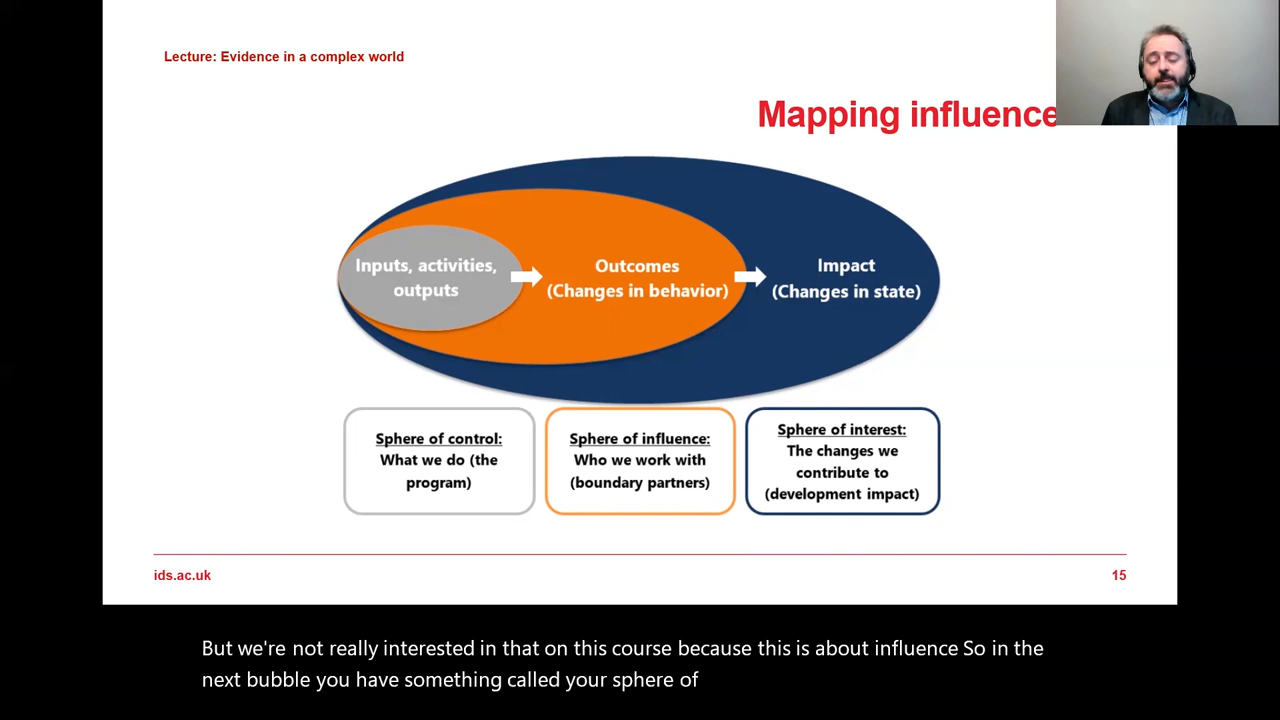 Lecture: Evidence in a complex world
Mapping influence
Inputs, activities,
outputs
Outcomes
(Changes in behavior)
Impact
(Changes in state)
Sphere of control:
What we do (the
program)
Sphere of influence:
Who we work with
(boundary partners)
Sphere of interest:
The changes we
contribute to
(development impact)
ids.ac.uk
15
But we're not really interested in that on this course because this is about influence So in the
next bubble you have something called your sphere of